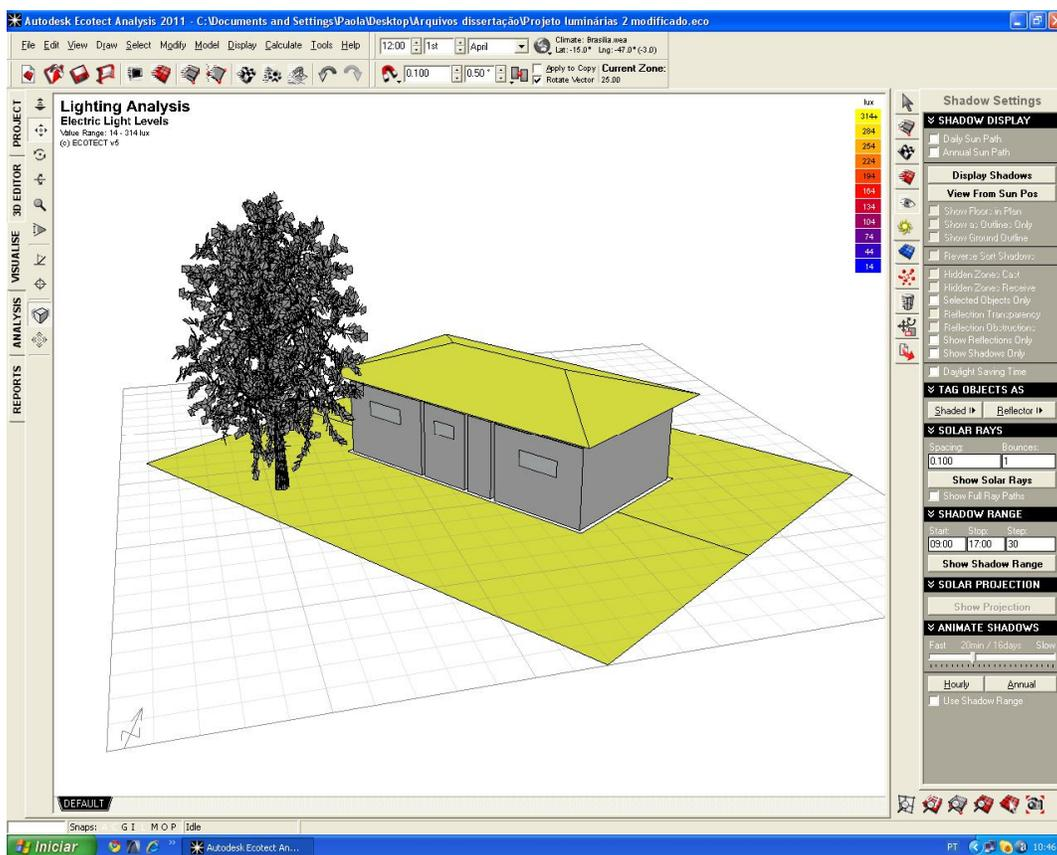 Autodesk Ecotect Analysis 2011 - C:\Documents and Settings\Paola\Desktop\Arquivos dissertação\Projeto luminárias 2 modificado.eco
File Edit View Draw Select Modify Model Display Calculate Tools Help
12:00 1st April
Climate: Brasilia.wea
Lat: -15.0° Lng: -47.0° (-3.0)
0.100 0.50 °
Apply to Copy
Rotate Vector
Current Zone:
25.00
PROJECT
3D EDITOR
VISUALISE
ANALYSIS
REPORTS
Lighting Analysis
Electric Light Levels
Value Range: 14 - 314 lux
(c) ECOTECT v5
lux
314+
284
254
224
194
164
134
104
74
44
14
Shadow Settings
SHADOW DISPLAY
Daily Sun Path
Annual Sun Path
Display Shadows
View From Sun Pos
Show Floors in Plan
Show as Outlines Only
Show Ground Outline
Reverse Sort Shadows
Hidden Zones Cast
Hidden Zones Receive
Selected Objects Only
Reflection Transparency
Reflection Obstructions
Show Reflections Only
Show Shadows Only
Daylight Saving Time
TAG OBJECTS AS
Shaded Reflector
SOLAR RAYS
Spacing: Bounces:
0.100 1
Show Solar Rays
Show Full Ray Paths
SHADOW RANGE
Start: Stop: Step:
09:00 17:00 30
Show Shadow Range
SOLAR PROJECTION
Show Projection
ANIMATE SHADOWS
Fast 20min / 16days Slow
Hourly Annual
Use Shadow Range
DEFAULT
Snaps: G I M O P Idle
Iniciar Autodesk Ecotect An... PT 10:46